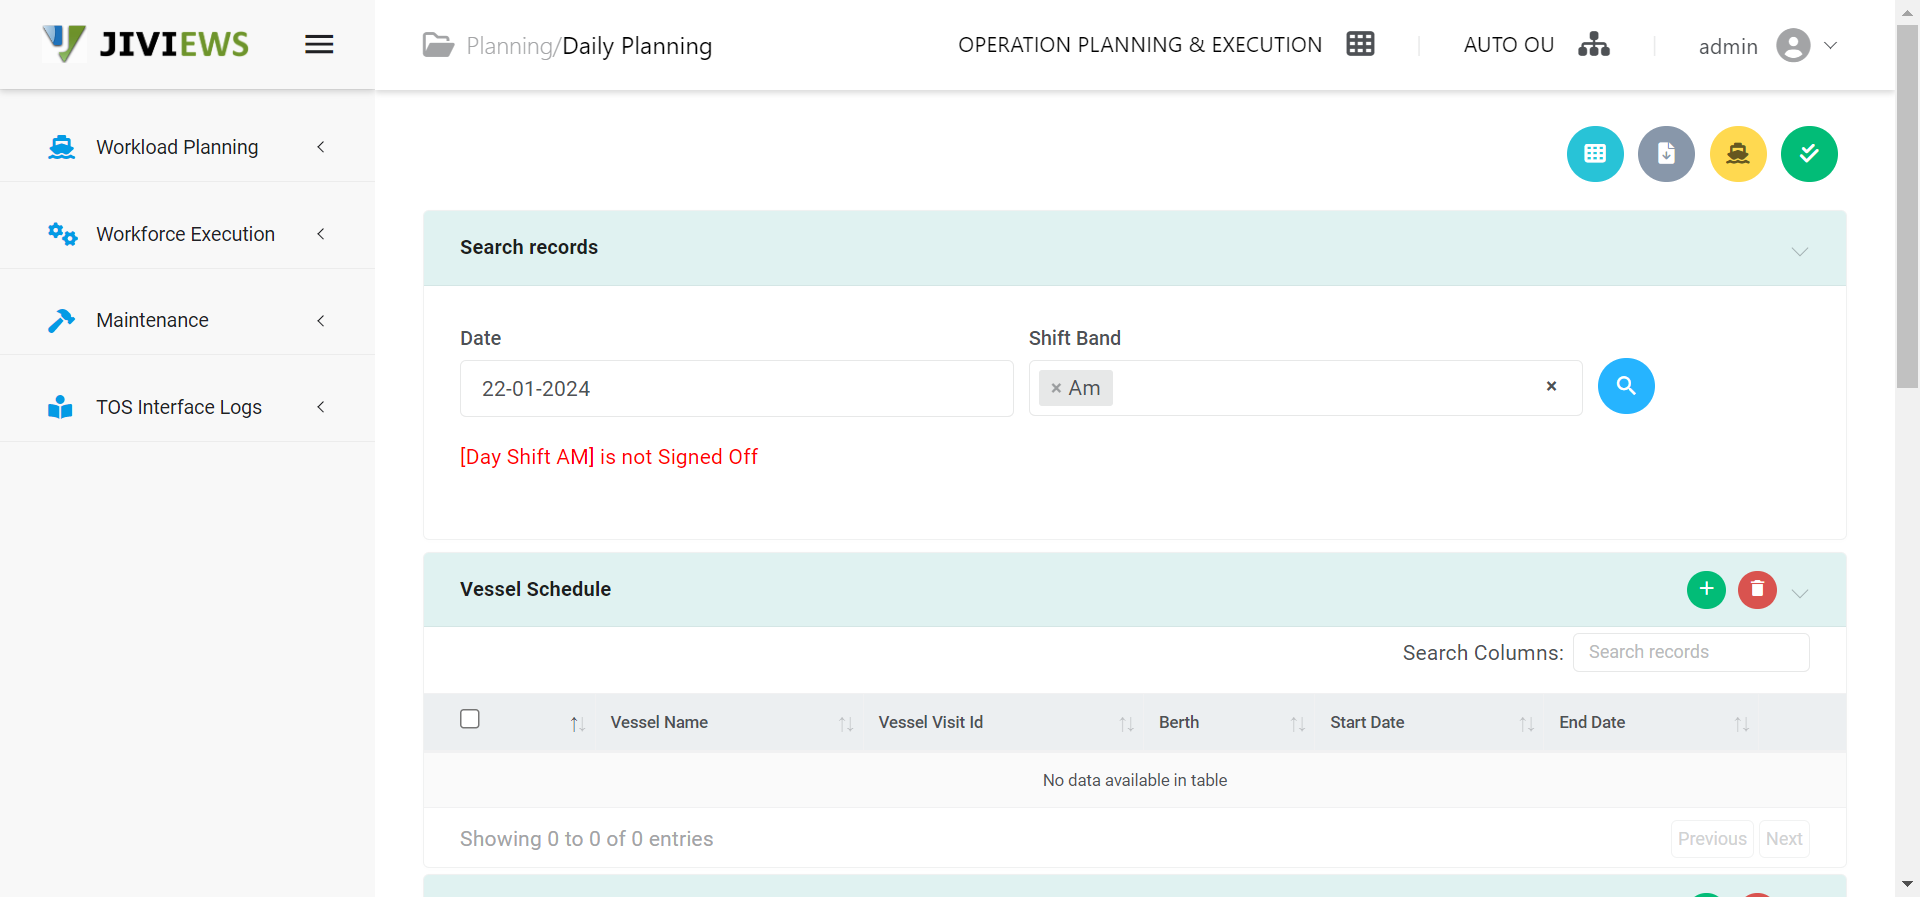 JIVIEWS
Planning/Daily Planning
OPERATION PLANNING & EXECUTION
AUTO OU
admin
Workload Planning
Workforce Execution
Maintenance
TOS Interface Logs
Search records
Date
Shift Band
22-01-2024
× Am
×
[Day Shift AM] is not Signed Off
Vessel Schedule
Search Columns: Search records
Vessel Name Vessel Visit Id Berth Start Date End Date
No data available in table
Showing 0 to 0 of 0 entries
Previous Next